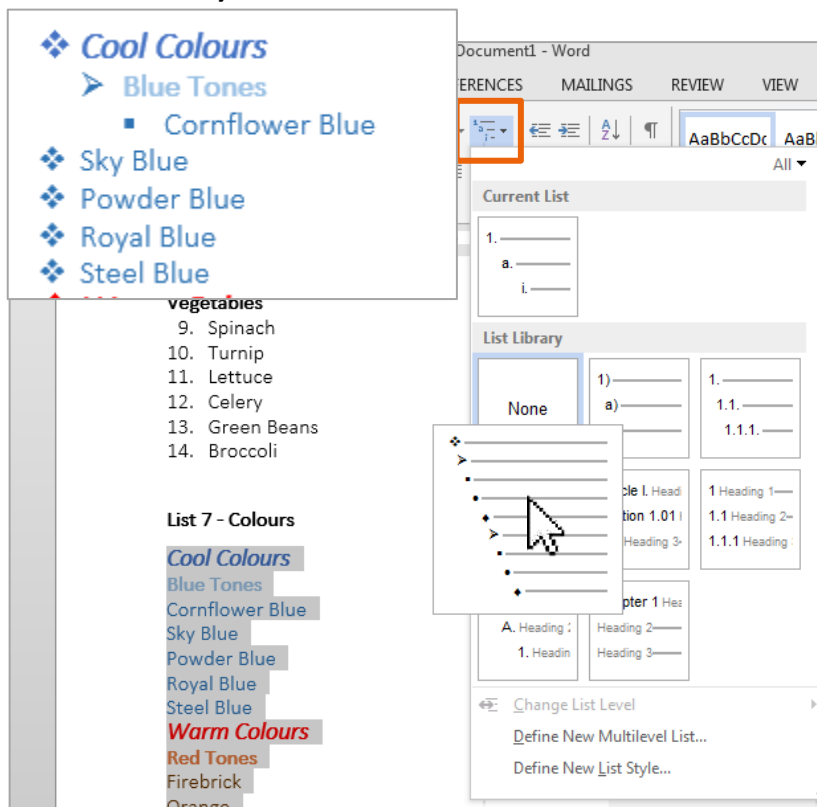 Cool Colours
Blue Tones
Cornflower Blue
Sky Blue
Powder Blue
Royal Blue
Steel Blue
Document1 - Word
MAILINGS REVIEW VIEW
AaBbCcDc
All
Current List
1.
a.
i.
List Library
None
1)
a)
1.
1.1.
1.1.1.
1 Heading 1
1.1 Heading 2
1.1.1 Heading
Heading 3
A. Heading 2
1. Headin
Heading 2
Heading 3
Change List Level
Define New Multilevel List...
Define New List Style...
Vegetables
9. Spinach
10. Turnip
11. Lettuce
12. Celery
13. Green Beans
14. Broccoli
List 7 - Colours
Cool Colours
Blue Tones
Cornflower Blue
Sky Blue
Powder Blue
Royal Blue
Steel Blue
Warm Colours
Red Tones
Firebrick
Orange